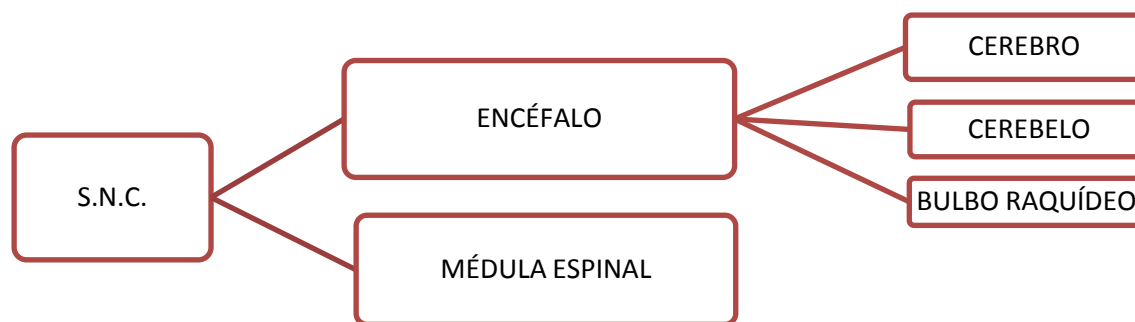 S.N.C.
ENCÉFALO
MÉDULA ESPINAL
CEREBRO
CEREBELO
BULBO RAQUÍDEO